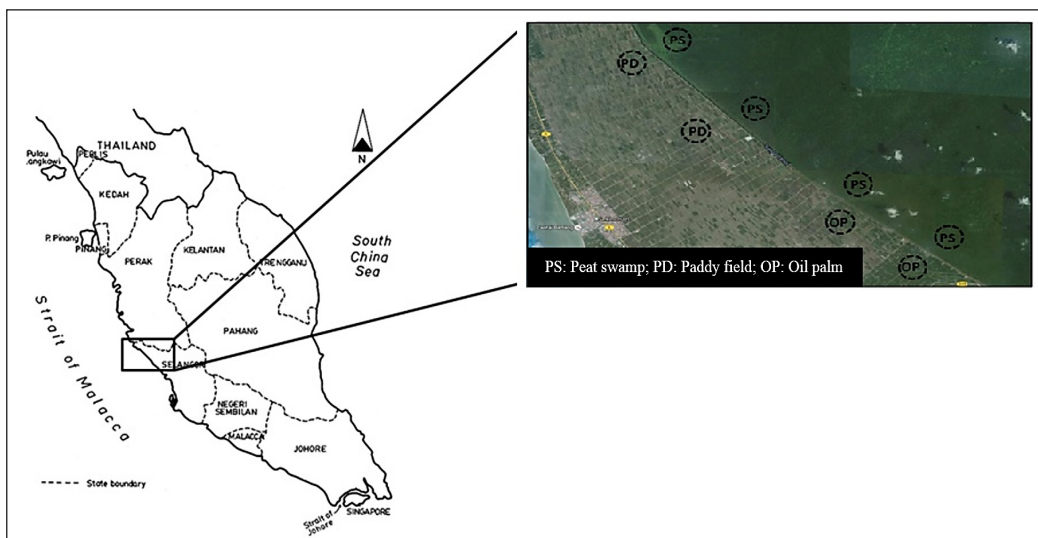 THAILAND
PERLIS
Pulau
KEDAH
P. Pinang
PINANG
PERAK
KELANTAN
TRENGGANU
South
China
Sea
N
PAHANG
SELANGOR
Strait of Malacca
NEGERI
SEMBILAN
MALACCA
JOHORE
State boundary
Strait of
Johore
SINGAPORE
PS
PD
PS
PD
PS
OP
PS
OP
PS: Peat swamp; PD: Paddy field; OP: Oil palm